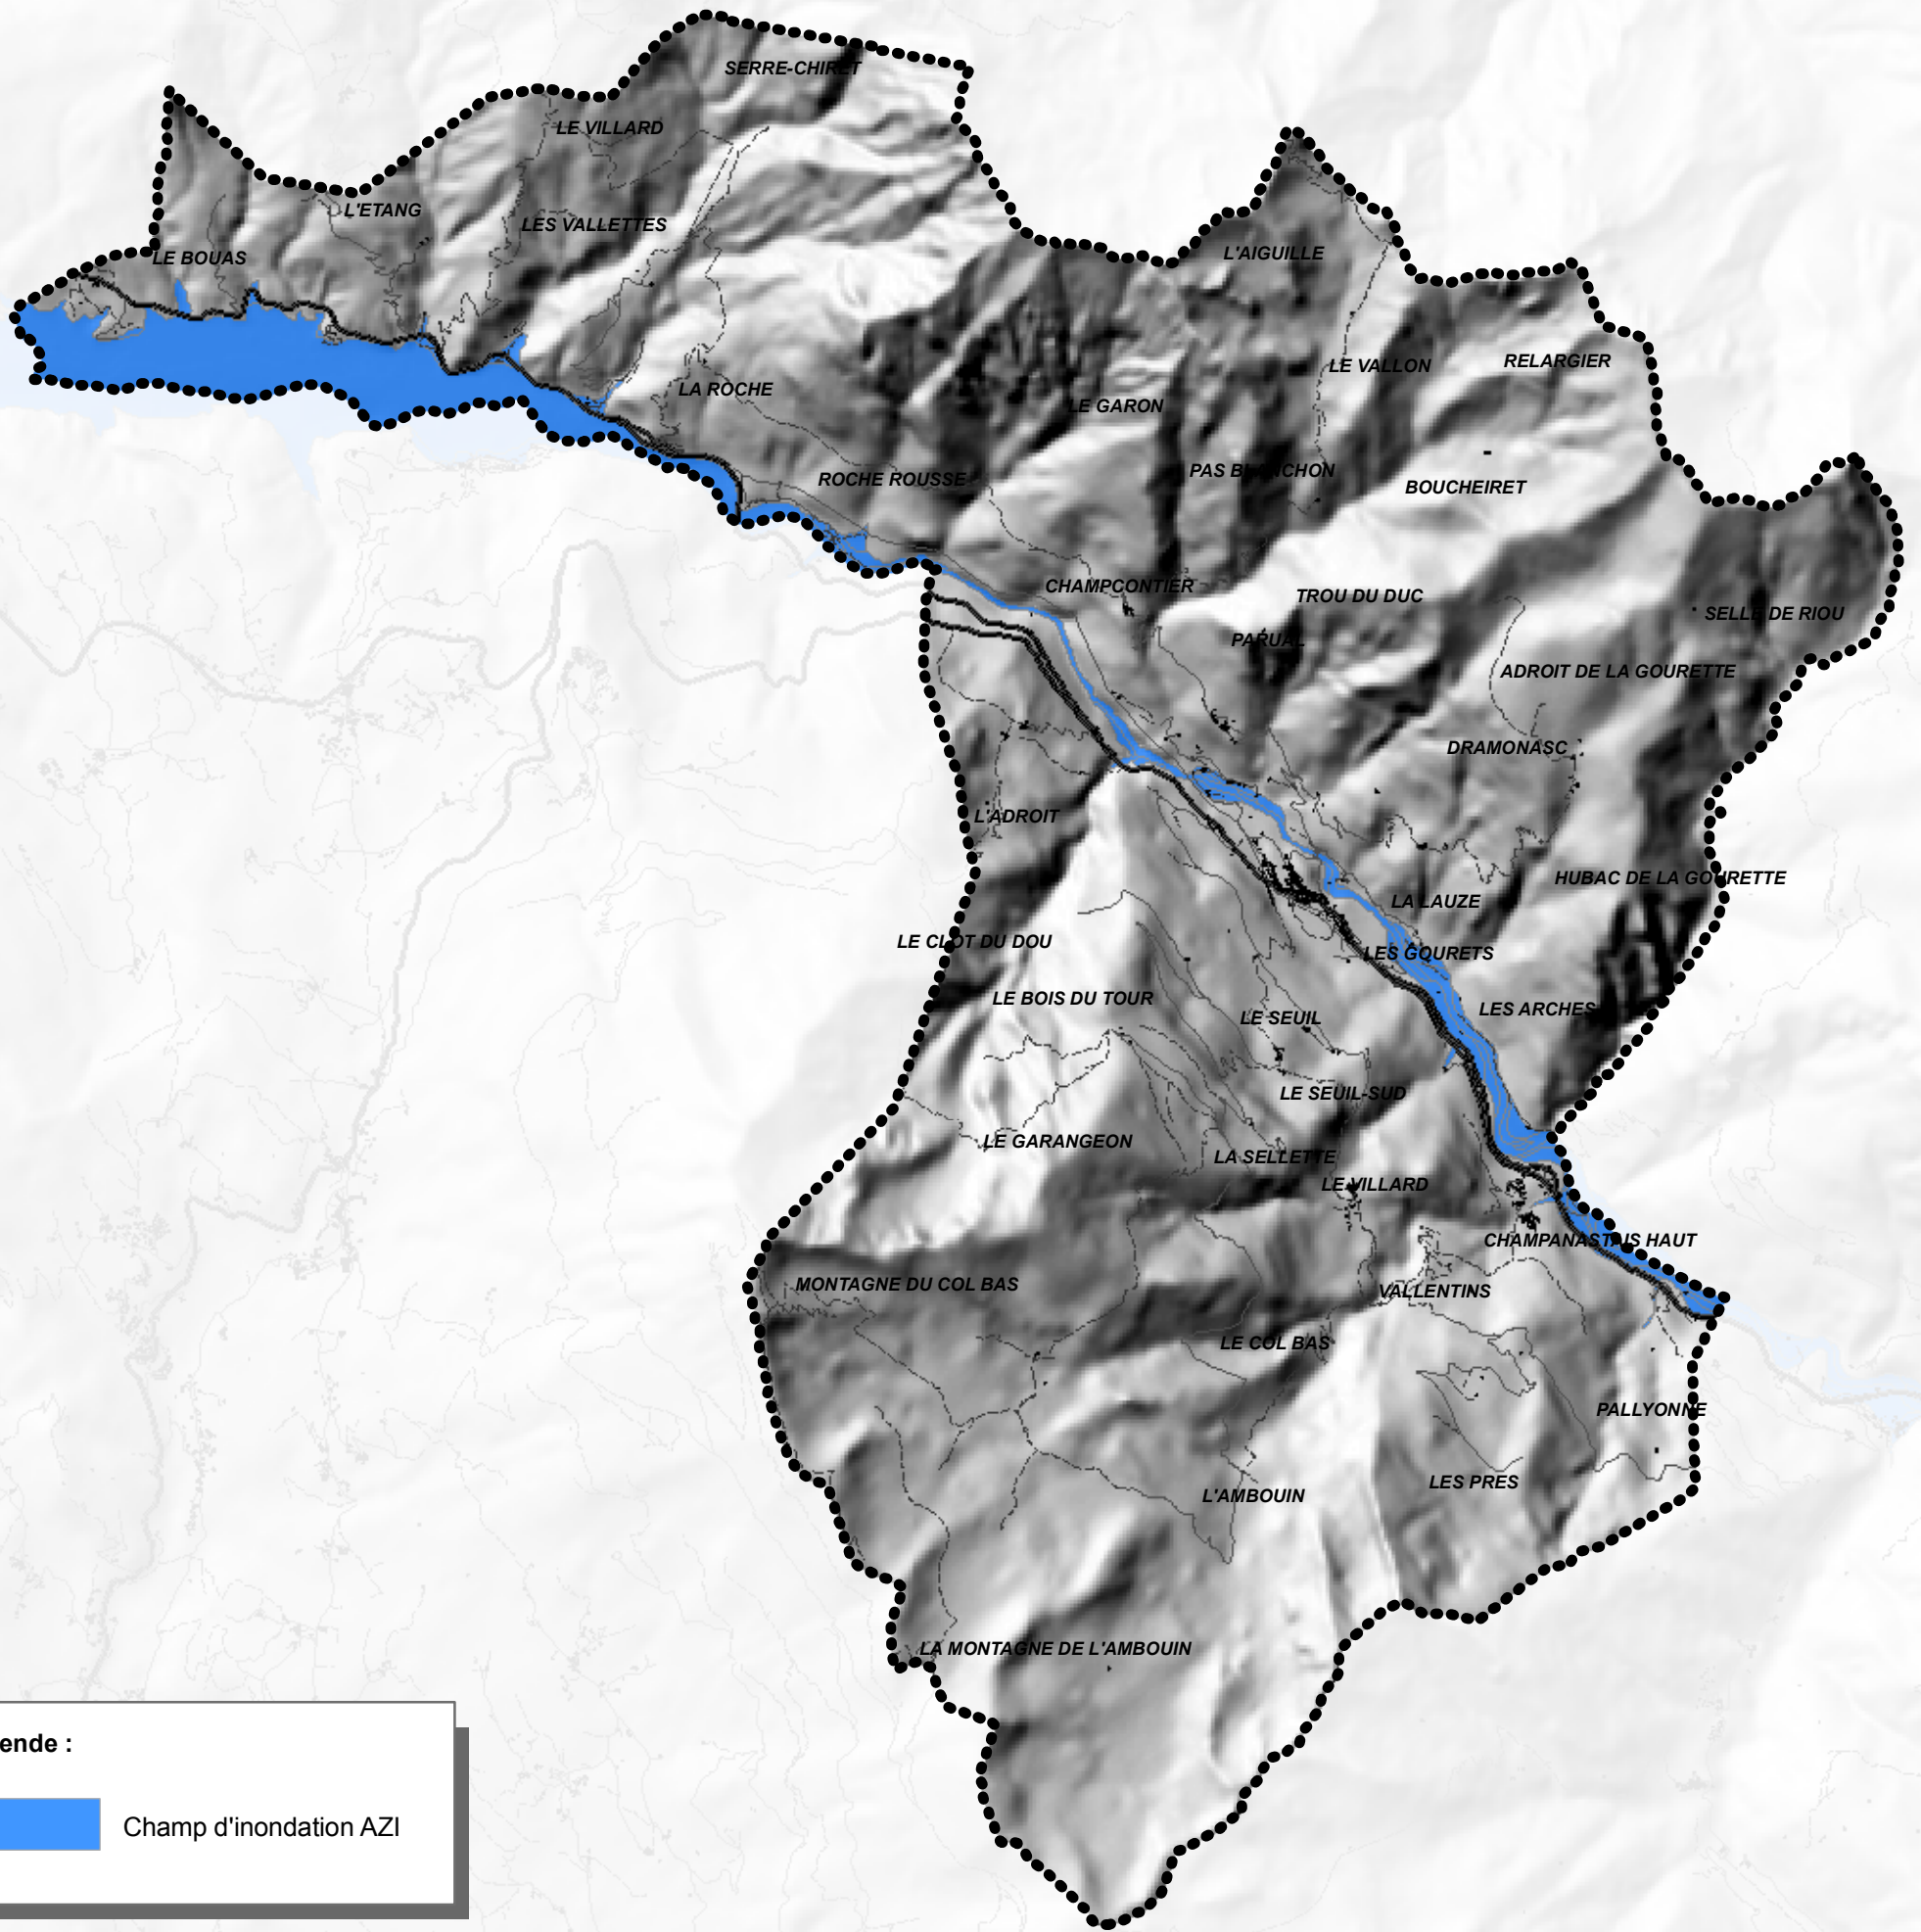 SERRE-CHIRET
LE VILLARD
L'ETANG
LES VALLETTES
LE BOUAS
L'AIGUILLE
LE VALLON
RELARGIER
LA ROCHE
LE GARON
ROCHE ROUSSE
PAS BLANCHON
BOUCHEIRET
CHAMPCONTIER
TROU DU DUC
SELLE DE RIOU
PARUAL
ADROIT DE LA GOURETTE
DRAMONASC
L'ADROIT
HUBAC DE LA GOURETTE
LA LAUZE
LE CLOT DU DOU
LES GOURETS
LE BOIS DU TOUR
LES ARCHES
LE SEUIL
LE SEUIL-SUD
LE GARANGEON
LA SELLETTE
LE VILLARD
CHAMPANASTAIS HAUT
MONTAGNE DU COL BAS
VALLENTINS
LE COL BAS
PALLYONNE
LES PRES
L'AMBOUIN
LA MONTAGNE DE L'AMBOUIN
ende :
Champ d'inondation AZI